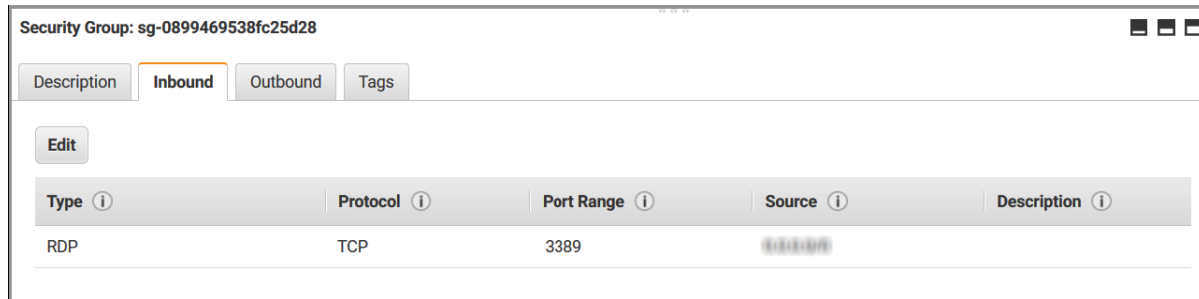 Security Group: sg-0899469538fc25d28
Description Inbound Outbound Tags
Edit
Type Protocol Port Range Source Description
RDP TCP 3389